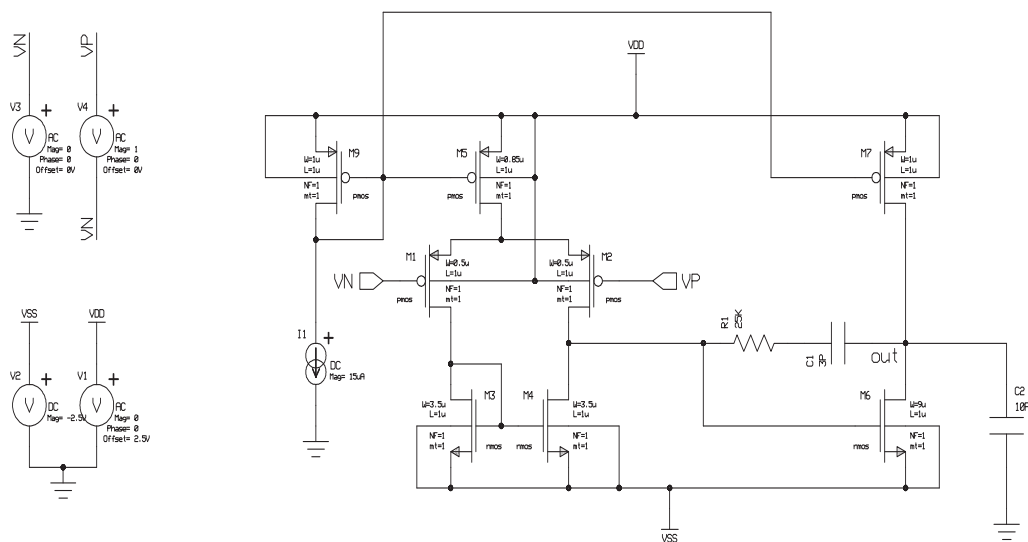 VN
VP
V3
+
V
AC
Mag= 0
Phase= 0
Offset= 0V
V4
+
V
AC
Mag= 1
Phase= 0
Offset= 0V
VN
VSS
VDD
V2
+
V
DC
Mag= -2.5V
V1
+
V
AC
Mag= 0
Phase= 0
Offset= 2.5V
VDD
M9
W=1u
L=1u
NF=1
mt=1
pmos
M5
W=0.85u
L=1u
NF=1
mt=1
pmos
M7
W=1u
L=1u
NF=1
mt=1
pmos
VN
M1
W=0.5u
L=1u
NF=1
mt=1
pmos
M2
W=0.5u
L=1u
NF=1
mt=1
pmos
VP
I1
+
DC
Mag= 15uA
R1
25K
C1
3P
out
M3
W=3.5u
L=1u
NF=1
mt=1
nmos
M4
W=3.5u
L=1u
NF=1
mt=1
nmos
M6
W=9u
L=1u
NF=1
mt=1
nmos
C2
VSS